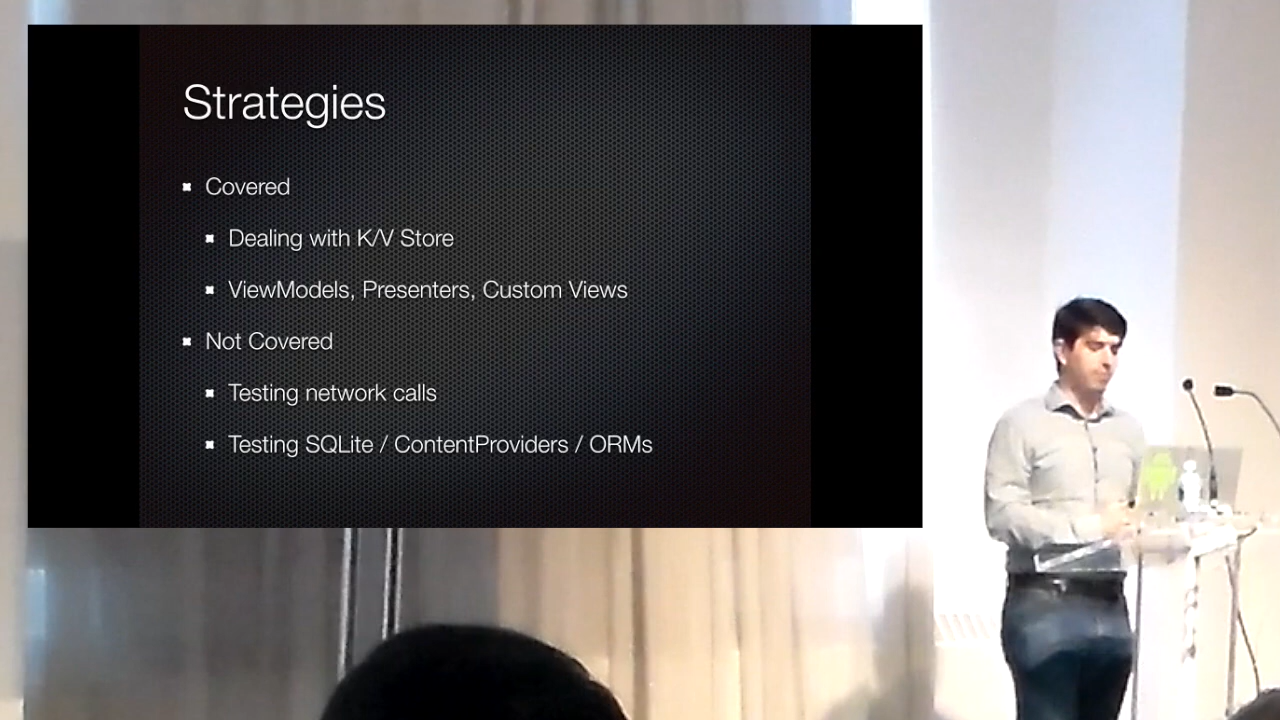 Strategies
Covered
Dealing with K/V Store
ViewModels, Presenters, Custom Views
Not Covered
Testing network calls
Testing SQLite / ContentProviders / ORMs